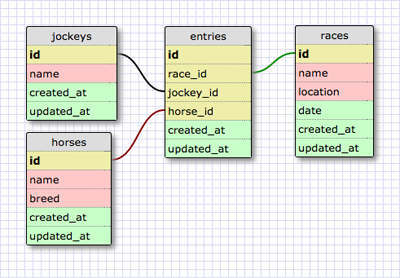 jockeys
id
name
created_at
updated_at
horses
id
name
breed
created_at
updated_at
entries
id
race_id
jockey_id
horse_id
created_at
updated_at
races
id
name
location
date
created_at
updated_at